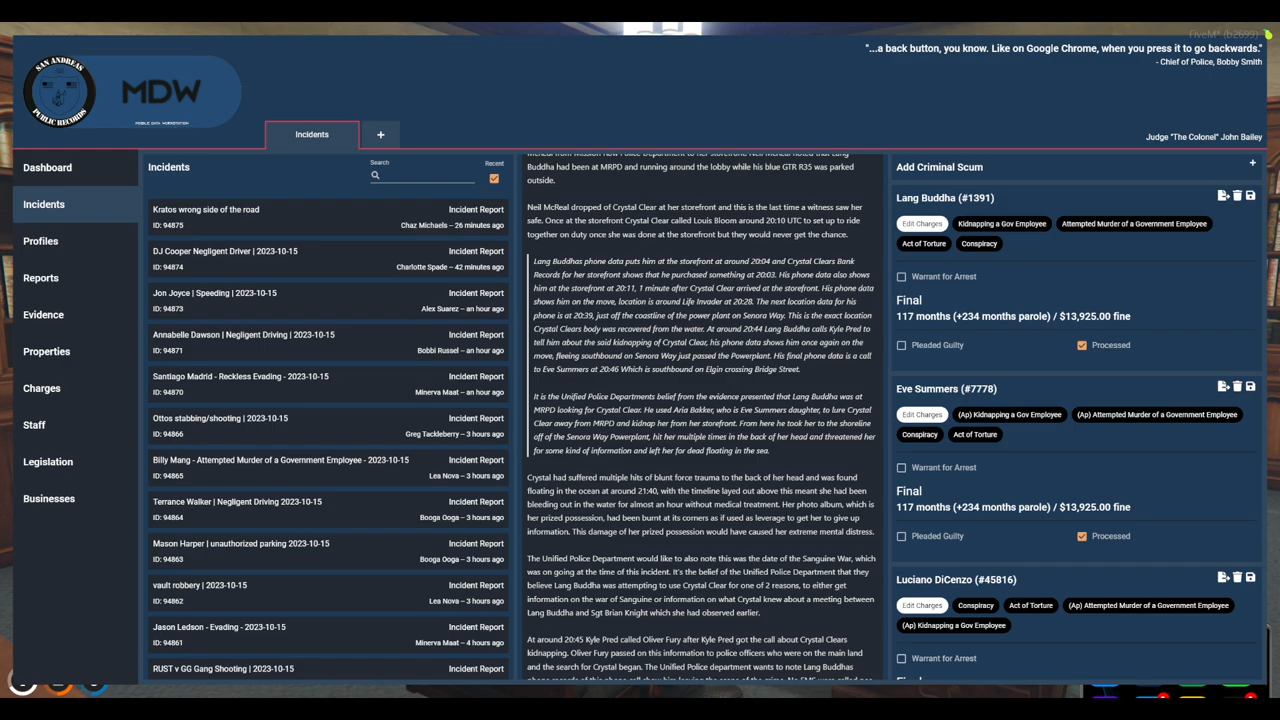 FiveM* (b2699)
"...a back button, you know. Like on Google Chrome, when you press it to go backwards."
- Chief of Police, Bobby Smith
SAN ANDREAS
PUBLIC RECORDS
MDW
MOBILE DATA WORKSTATION
Incidents
+
Judge "The Colonel" John Bailey
Dashboard
Incidents
Profiles
Reports
Evidence
Properties
Charges
Staff
Legislation
Businesses
Incidents
Search
Recent
Kratos wrong side of the road
Incident Report
ID: 94875
Chaz Michaels – 26 minutes ago
DJ Cooper Negligent Driver | 2023-10-15
Incident Report
ID: 94874
Charlotte Spade – 42 minutes ago
Jon Joyce | Speeding | 2023-10-15
Incident Report
ID: 94873
Alex Suarez – an hour ago
Annabelle Dawson | Negligent Driving | 2023-10-15
Incident Report
ID: 94871
Bobbi Russel – an hour ago
Santiago Madrid - Reckless Evading - 2023-10-15
Incident Report
ID: 94870
Minerva Maat – an hour ago
Ottos stabbing/shooting | 2023-10-15
Incident Report
ID: 94866
Greg Tackleberry – 3 hours ago
Billy Mang - Attempted Murder of a Government Employee - 2023-10-15
Incident Report
ID: 94865
Lea Nova – 3 hours ago
Terrance Walker | Negligent Driving 2023-10-15
Incident Report
ID: 94864
Booga Ooga – 3 hours ago
Mason Harper | unauthorized parking 2023-10-15
Incident Report
ID: 94863
Booga Ooga – 3 hours ago
vault robbery | 2023-10-15
Incident Report
ID: 94862
Lea Nova – 3 hours ago
Jason Ledson - Evading - 2023-10-15
Incident Report
ID: 94861
Minerva Maat – 4 hours ago
RUST v GG Gang Shooting | 2023-10-15
Incident Report
McReal from Mission Row Police Department to her storefront. Neil McReal noted that Lang
Buddha had been at MRPD and running around the lobby while his blue GTR R35 was parked
outside.
Neil McReal dropped of Crystal Clear at her storefront and this is the last time a witness saw her
safe. Once at the storefront Crystal Clear called Louis Bloom around 20:10 UTC to set up to ride
together on duty once she was done at the storefront but they would never get the chance.
Lang Buddhas phone data puts him at the storefront at around 20:04 and Crystal Clears Bank
Records for her storefront shows that he purchased something at 20:03. His phone data also shows
him at the storefront at 20:11, 1 minute after Crystal Clear arrived at the storefront. His phone data
shows him on the move, location is around Life Invader at 20:28. The next location data for his
phone is at 20:39, just off the coastline of the power plant on Senora Way. This is the exact location
Crystal Clears body was recovered from the water. At around 20:44 Lang Buddha calls Kyle Pred to
tell him about the said kidnapping of Crystal Clear, his phone data shows him once again on the
move, fleeing southbound on Senora Way just passed the Powerplant. His final phone data is a call
to Eve Summers at 20:46 Which is southbound on Elgin crossing Bridge Street.
It is the Unified Police Departments belief from the evidence presented that Lang Buddha was at
MRPD looking for Crystal Clear. He used Aria Bakker, who is Eve Summers daughter, to lure Crystal
Clear away from MRPD and kidnap her from her storefront. From here he took her to the shoreline
off of the Senora Way Powerplant, hit her multiple times in the back of her head and threatened her
for some kind of information and left her for dead floating in the sea.
Crystal had suffered multiple hits of blunt force trauma to the back of her head and was found
floating in the ocean at around 21:40, with the timeline layed out above this meant she had been
bleeding out in the water for almost an hour without medical treatment. Her photo album, which is
her prized possession, had been burnt at its corners as if used as leverage to get her to give up
information. This damage of her prized possession would have caused her extreme mental distress.
The Unified Police Department would like to also note this was the date of the Sanguine War, which
was on going at the time of this incident. It's the belief of the Unified Police Department that they
believe Lang Buddha was attempting to use Crystal Clear for one of 2 reasons, to either get
information on the war of Sanguine or information on what Crystal knew about a meeting between
Lang Buddha and Sgt Brian Knight which she had observed earlier.
At around 20:45 Kyle Pred called Oliver Fury after Kyle Pred got the call about Crystal Clears
kidnapping. Oliver Fury passed on this information to police officers who were on the main land
and the search for Crystal began. The Unified Police department wants to note Lang Buddhas
Add Criminal Scum
+
Lang Buddha (#1391)
Edit Charges
Kidnapping a Gov Employee
Attempted Murder of a Government Employee
Act of Torture
Conspiracy
Warrant for Arrest
Final
117 months (+234 months parole) / $13,925.00 fine
Pleaded Guilty
Processed
Eve Summers (#7778)
Edit Charges
(Ap) Kidnapping a Gov Employee
(Ap) Attempted Murder of a Government Employee
Conspiracy
Act of Torture
Warrant for Arrest
Final
117 months (+234 months parole) / $13,925.00 fine
Pleaded Guilty
Processed
Luciano DiCenzo (#45816)
Edit Charges
Conspiracy
Act of Torture
(Ap) Attempted Murder of a Government Employee
(Ap) Kidnapping a Gov Employee
Warrant for Arrest